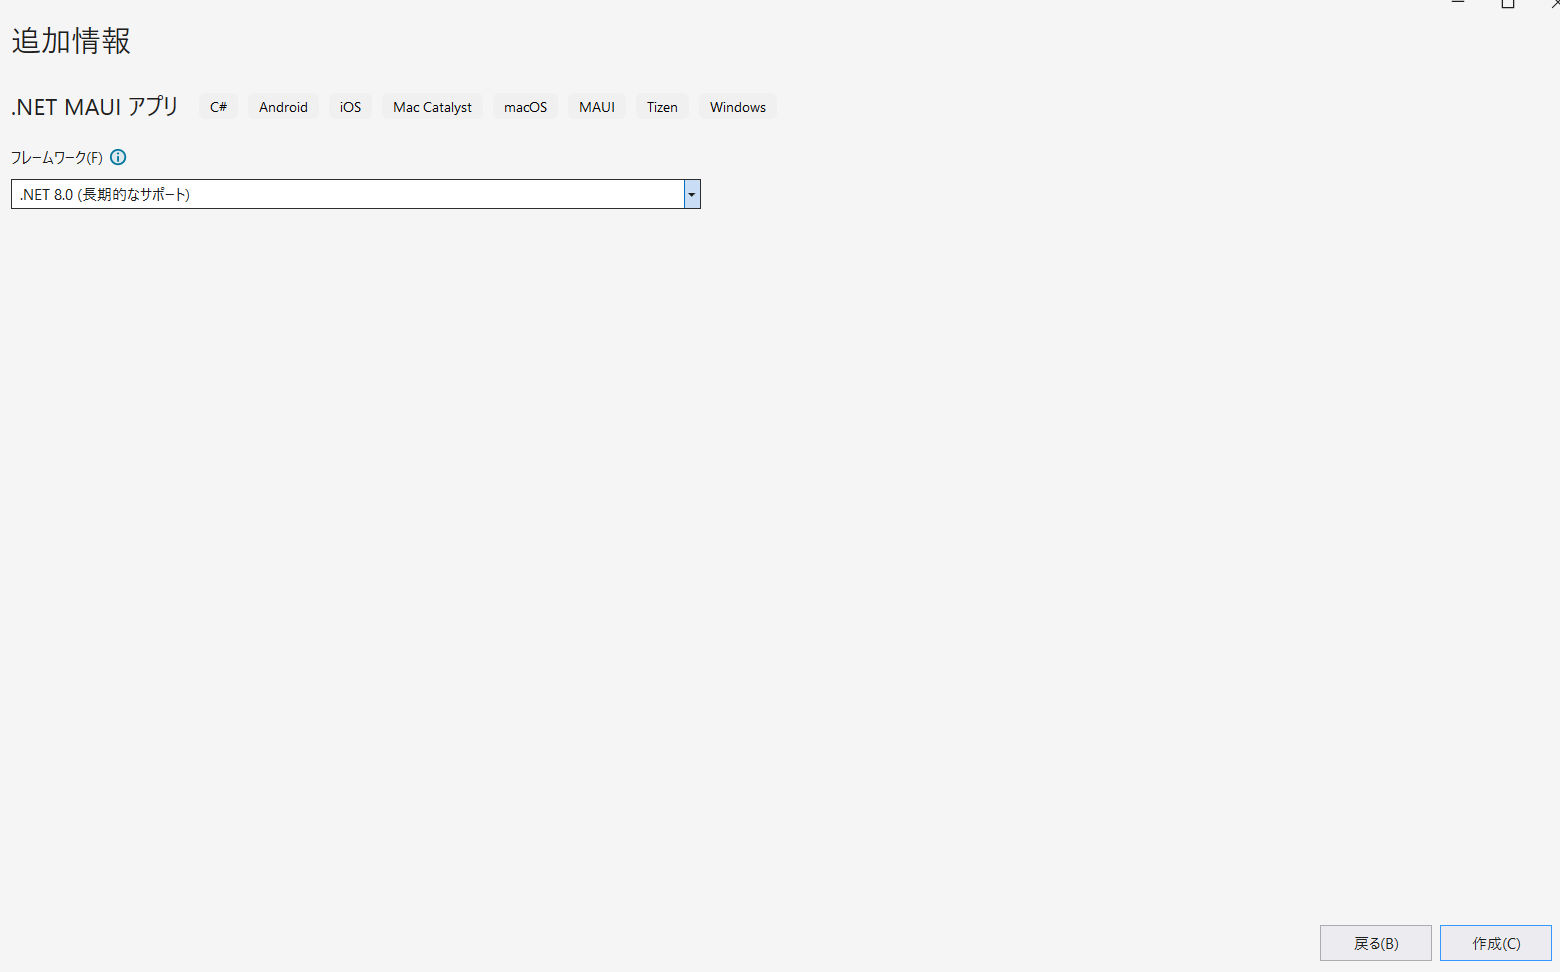 追加情報
.NET MAUI アプリ C# Android iOS Mac Catalyst macOS MAUI Tizen Windows
フレームワーク(F)
.NET 8.0 (長期的なサポート)
戻る(B) 作成(C)